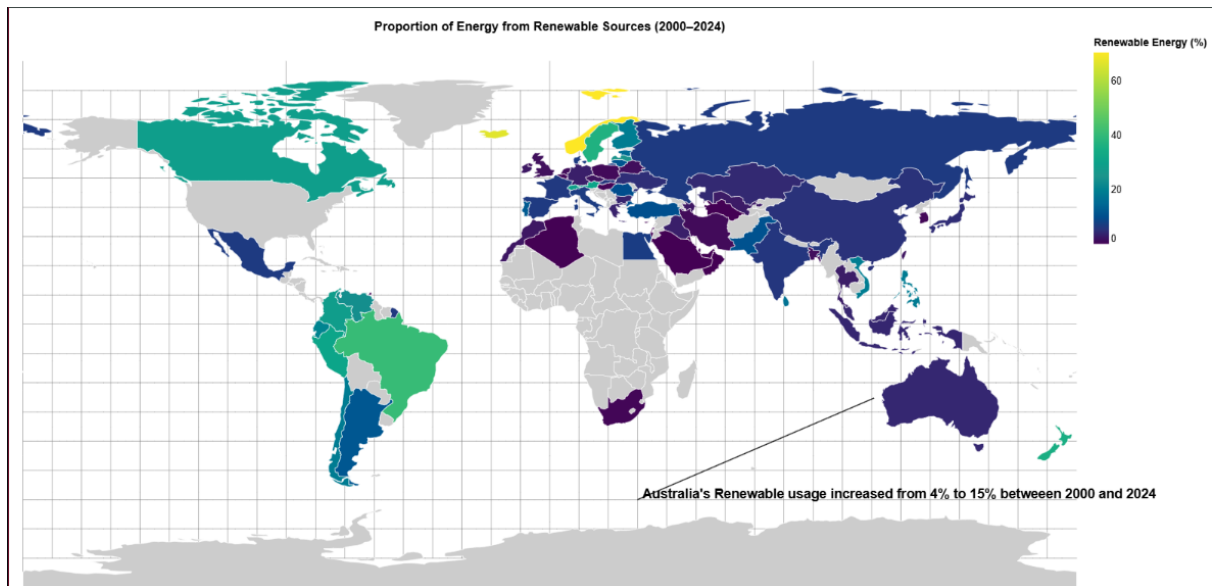 Proportion of Energy from Renewable Sources (2000–2024)
Renewable Energy (%)
60
40
20
0
Australia's Renewable usage increased from 4% to 15% betweeen 2000 and 2024